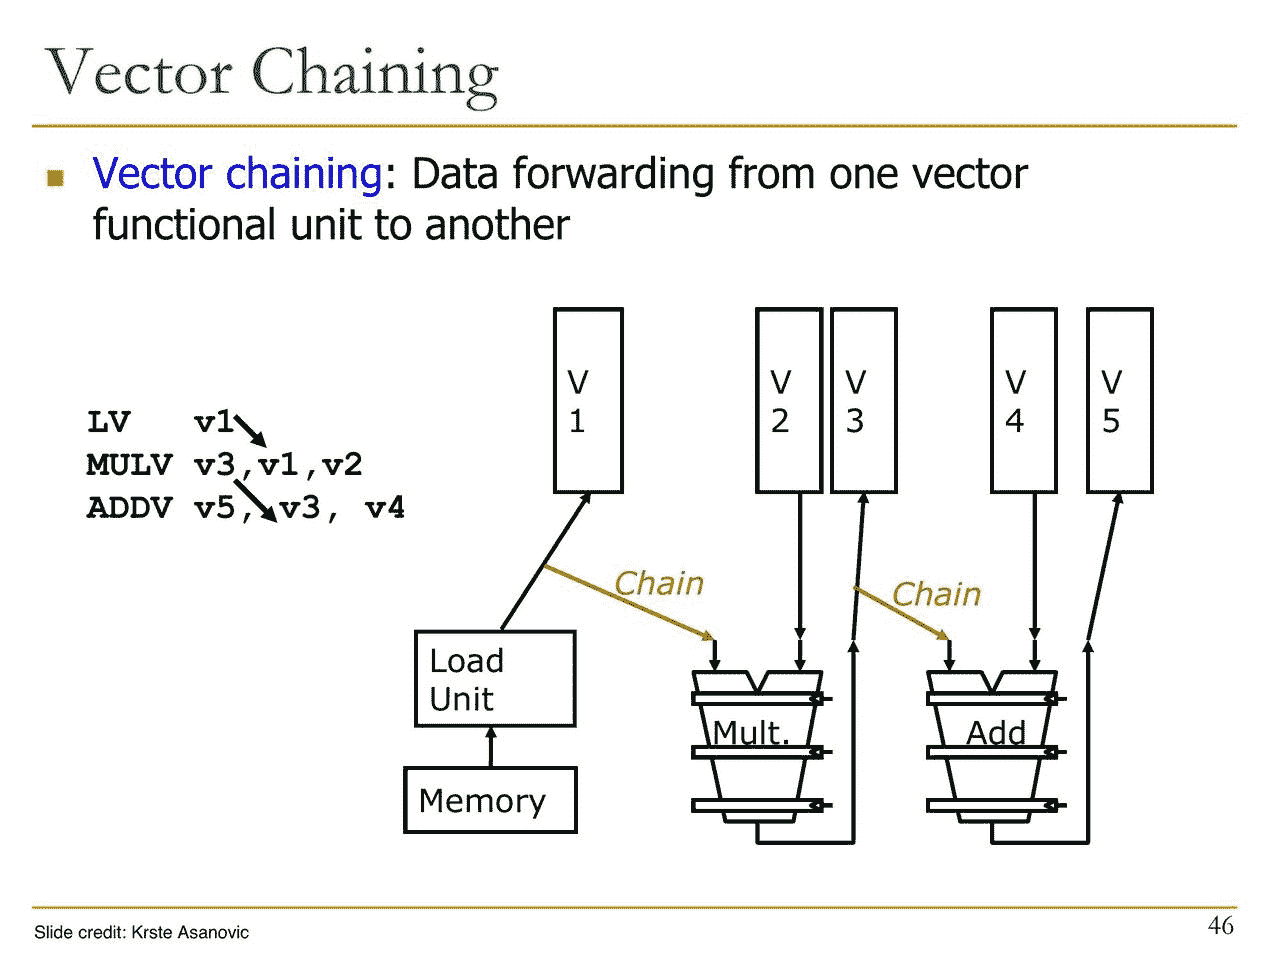 Vector Chaining
Vector chaining: Data forwarding from one vector
functional unit to another
LV v1
MULV v3,v1,v2
ADDV v5, v3, v4
V
1
V
2
V
3
V
4
V
5
Chain
Chain
Load
Unit
Memory
Mult.
Add
Slide credit: Krste Asanovic
46